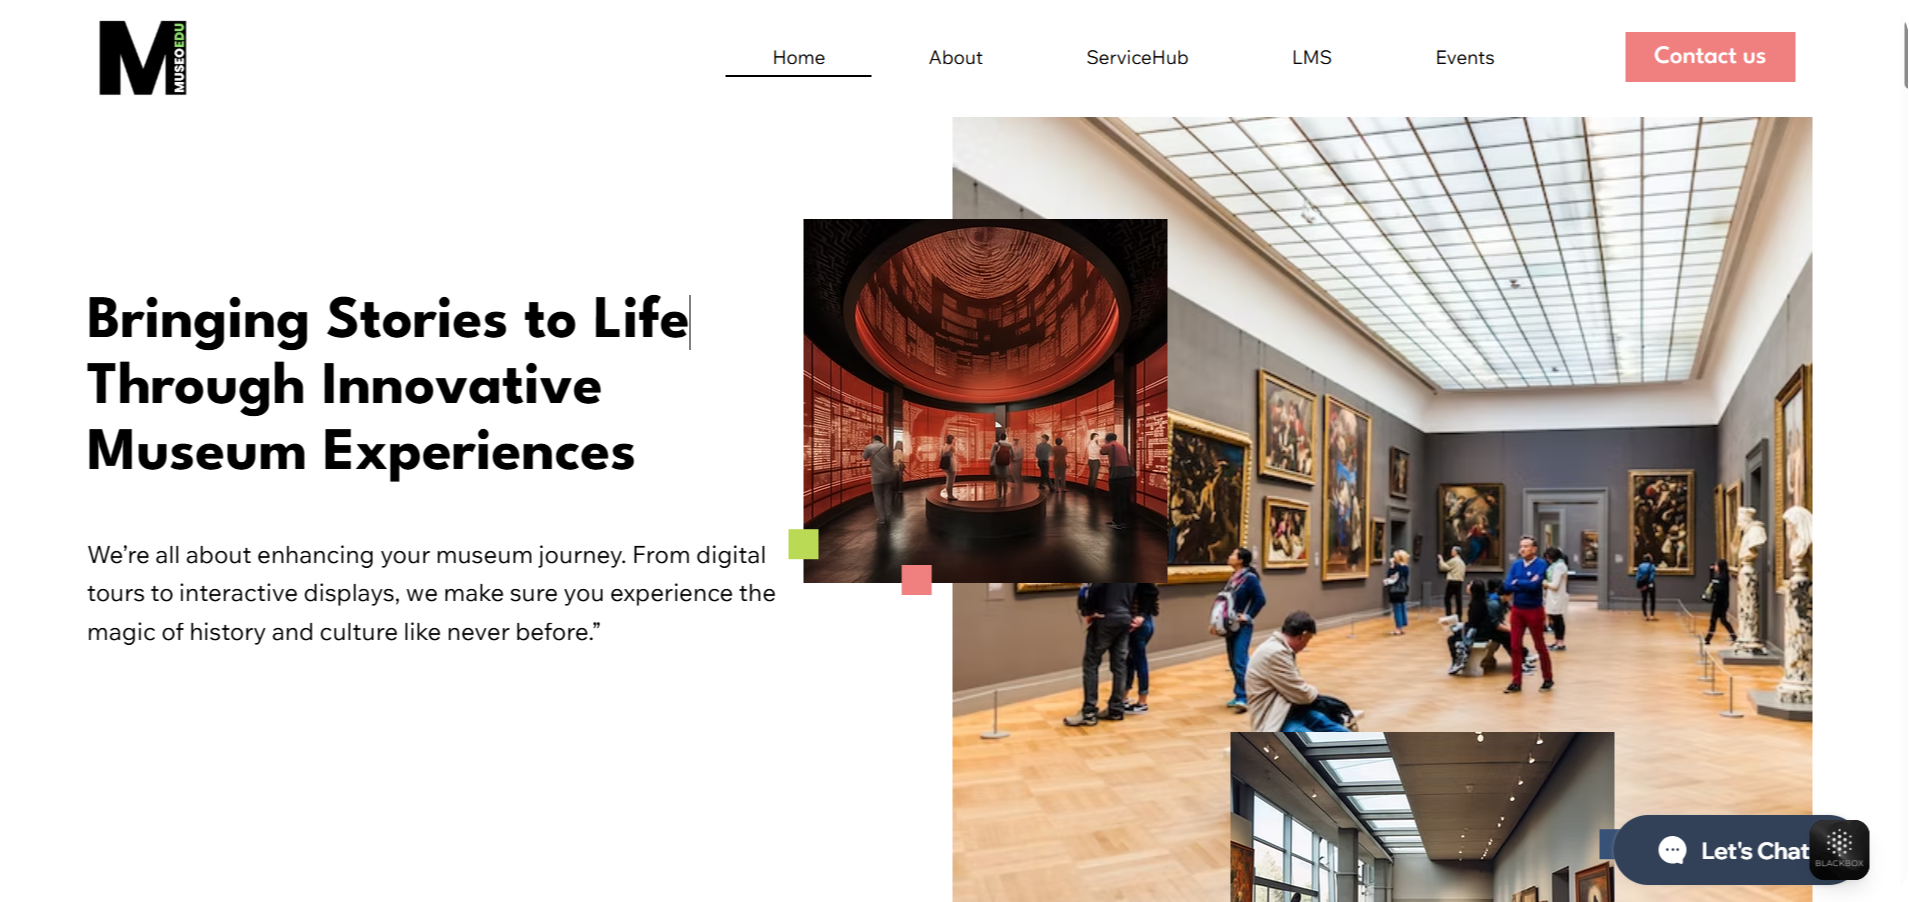 MUSEOEDU
Home
About
ServiceHub
LMS
Events
Contact us
Bringing Stories to Life
Through Innovative
Museum Experiences
We’re all about enhancing your museum journey. From digital
tours to interactive displays, we make sure you experience the
magic of history and culture like never before.”
Let's Chat
BLACKBOX